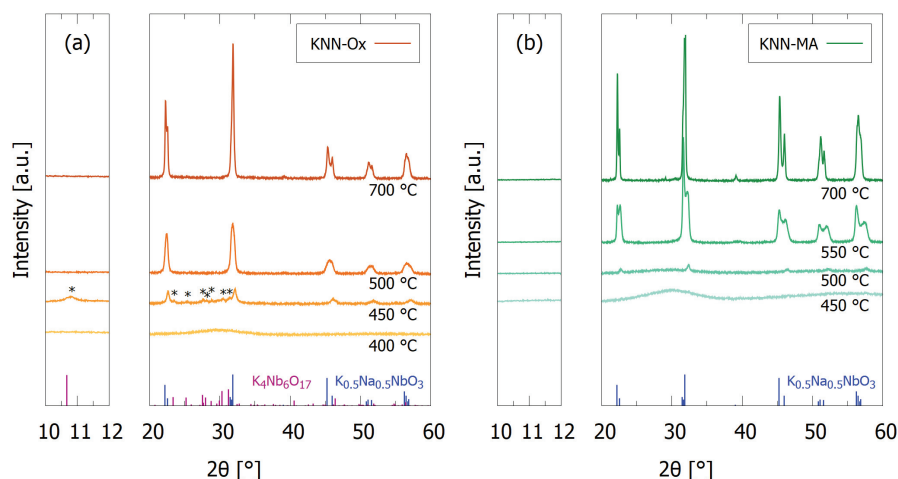 (a)
KNN-Ox
Intensity [a.u.]
700 °C
500 °C
*
* * * * * * *
450 °C
400 °C
K4Nb6O17
K0.5Na0.5NbO3
10 11 12
20 30 40 50 60
2θ [°]
(b)
KNN-MA
Intensity [a.u.]
700 °C
550 °C
500 °C
450 °C
K0.5Na0.5NbO3
10 11 12
20 30 40 50 60
2θ [°]